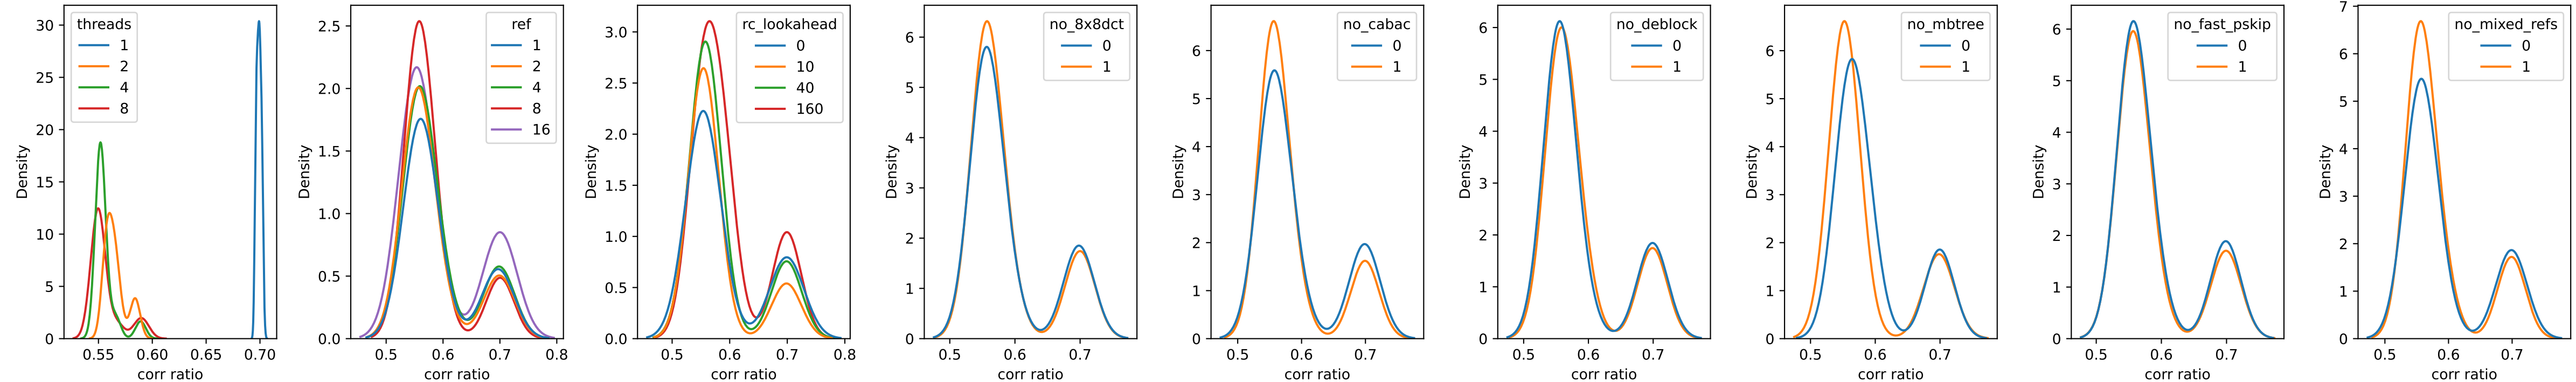 threads
1
2
4
8
30
25
20
15
10
5
0
Density
0.55 0.60 0.65 0.70
corr ratio
ref
1
2
4
8
16
2.5
2.0
1.5
1.0
0.5
0.0
Density
0.5 0.6 0.7 0.8
corr ratio
rc_lookahead
0
10
40
160
3.0
2.5
2.0
1.5
1.0
0.5
0.0
Density
0.5 0.6 0.7 0.8
corr ratio
no_8x8dct
0
1
6
5
4
3
2
1
0
Density
0.5 0.6 0.7
corr ratio
no_cabac
0
1
6
5
4
3
2
1
0
Density
0.5 0.6 0.7
corr ratio
no_deblock
0
1
6
5
4
3
2
1
0
Density
0.5 0.6 0.7
corr ratio
no_mbtree
0
1
6
5
4
3
2
1
0
Density
0.5 0.6 0.7
corr ratio
no_fast_pskip
0
1
6
5
4
3
2
1
0
Density
0.5 0.6 0.7
corr ratio
no_mixed_refs
0
1
7
6
5
4
3
2
1
0
Density
0.5 0.6 0.7
corr ratio